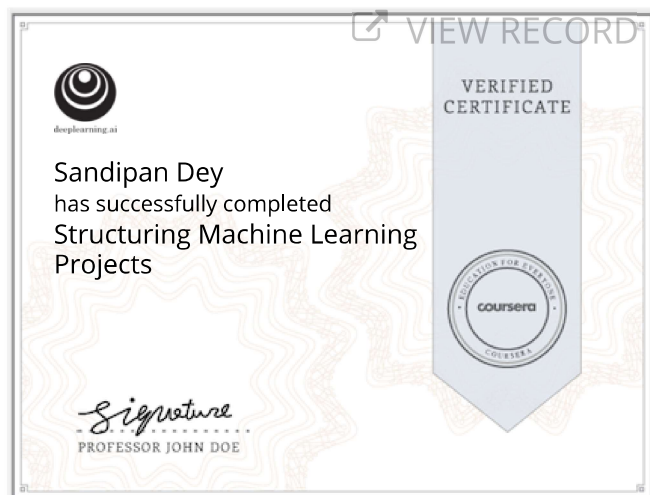 VIEW RECORD
VERIFIED
CERTIFICATE
deeplearning.ai
Sandipan Dey
has successfully completed
Structuring Machine Learning
Projects
EDUCATION FOR EVERYONE
coursera
COURSERA
Signature
PROFESSOR JOHN DOE